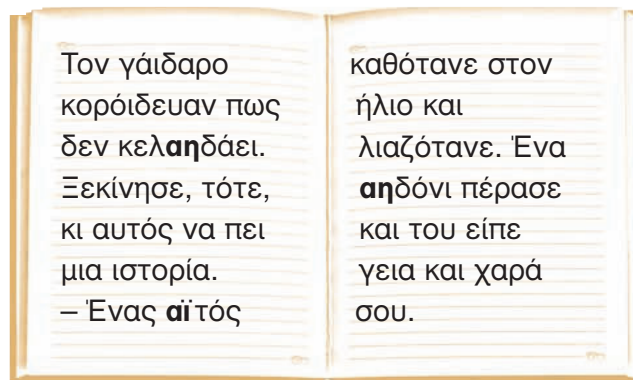 Τον γάιδαρο
κορόιδευαν πως
δεν κελαηδάει.
Ξεκίνησε, τότε,
κι αυτός να πει
μια ιστορία.
– Ένας αϊτός
καθότανε στον
ήλιο και
λιαζότανε. Ένα
αηδόνι πέρασε
και του είπε
γεια και χαρά
σου.